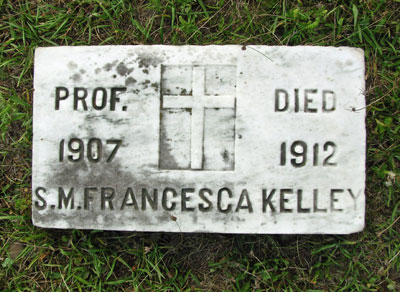 PROF. DIED
1907 1912
S.M. FRANCESCA KELLEY